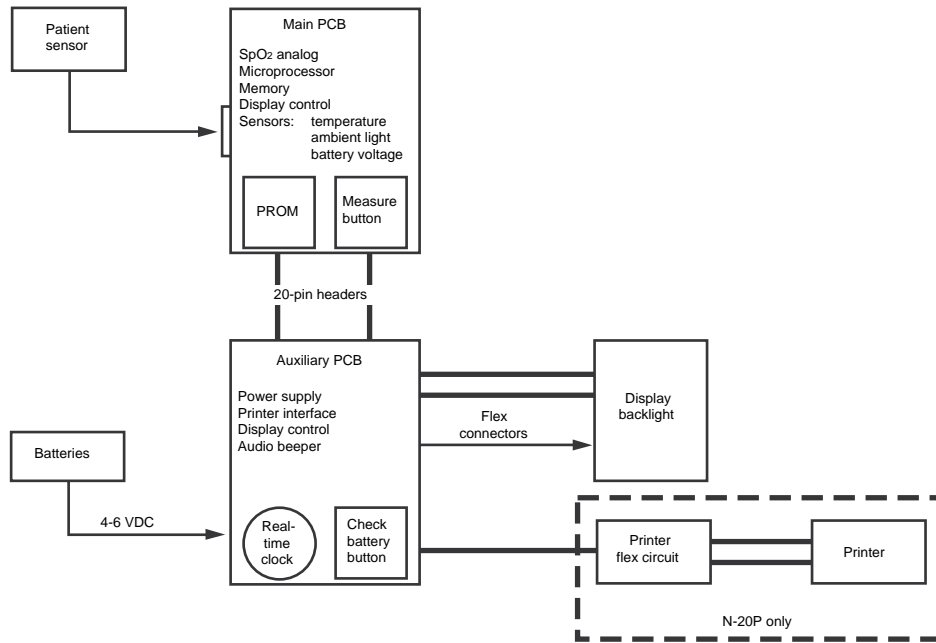 Patient
sensor
Main PCB
SpO2 analog
Microprocessor
Memory
Display control
Sensors: temperature
ambient light
battery voltage
PROM
Measure
button
20-pin headers
Auxiliary PCB
Power supply
Printer interface
Display control
Audio beeper
Flex
connectors
Display
backlight
Batteries
4-6 VDC
Real-
time
clock
Check
battery
button
Printer
flex circuit
Printer
N-20P only